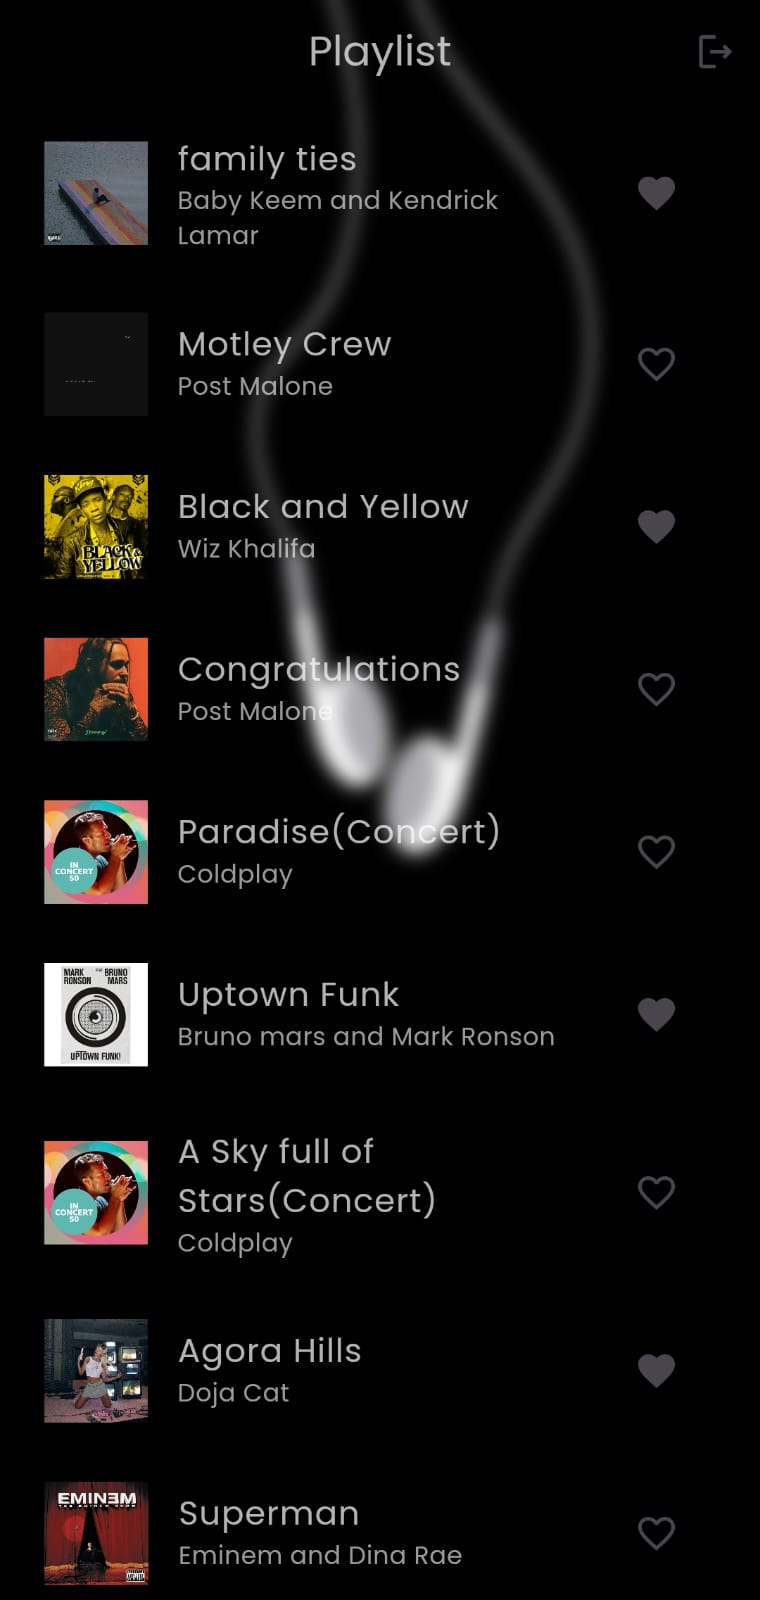 Playlist
family ties
Baby Keem and Kendrick
Lamar
Motley Crew
Post Malone
Black and Yellow
Wiz Khalifa
BLACK &
YELLOW
Congratulations
Post Malone
Paradise(Concert)
Coldplay
IN
CONCERT
50
Uptown Funk
Bruno mars and Mark Ronson
MARK BRUNO
RONSON MARS
UPTOWN FUNK!
A Sky full of
Stars(Concert)
Coldplay
IN
CONCERT
50
Agora Hills
Doja Cat
Superman
Eminem and Dina Rae
EMINEM